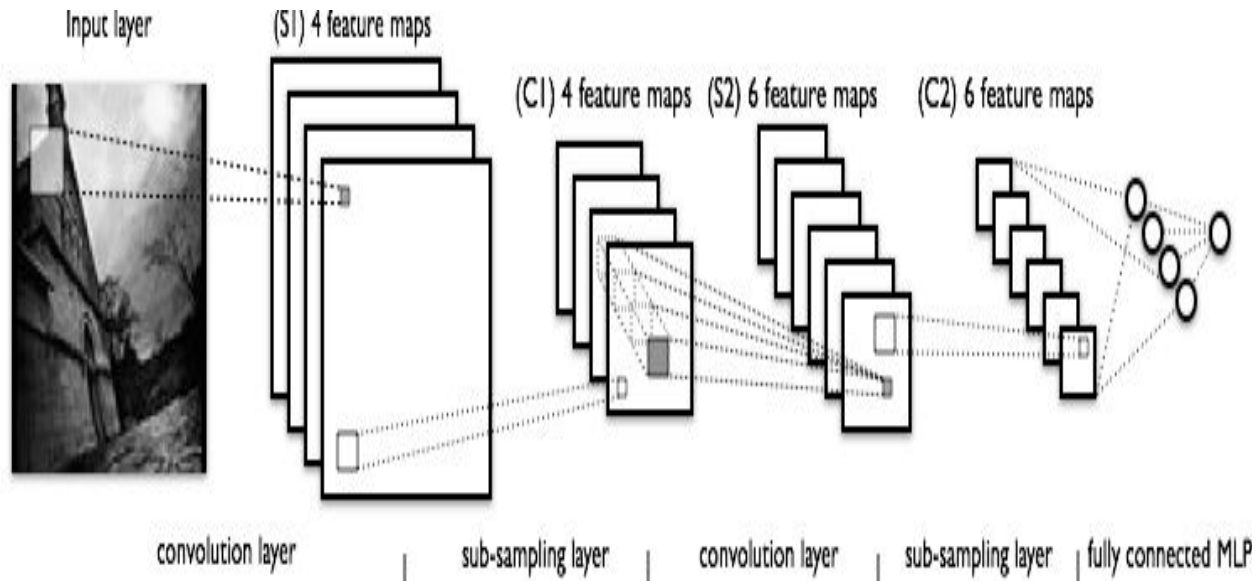 Input layer
(S1) 4 feature maps
(C1) 4 feature maps
(S2) 6 feature maps
(C2) 6 feature maps
convolution layer
sub-sampling layer
convolution layer
sub-sampling layer
fully connected MLP